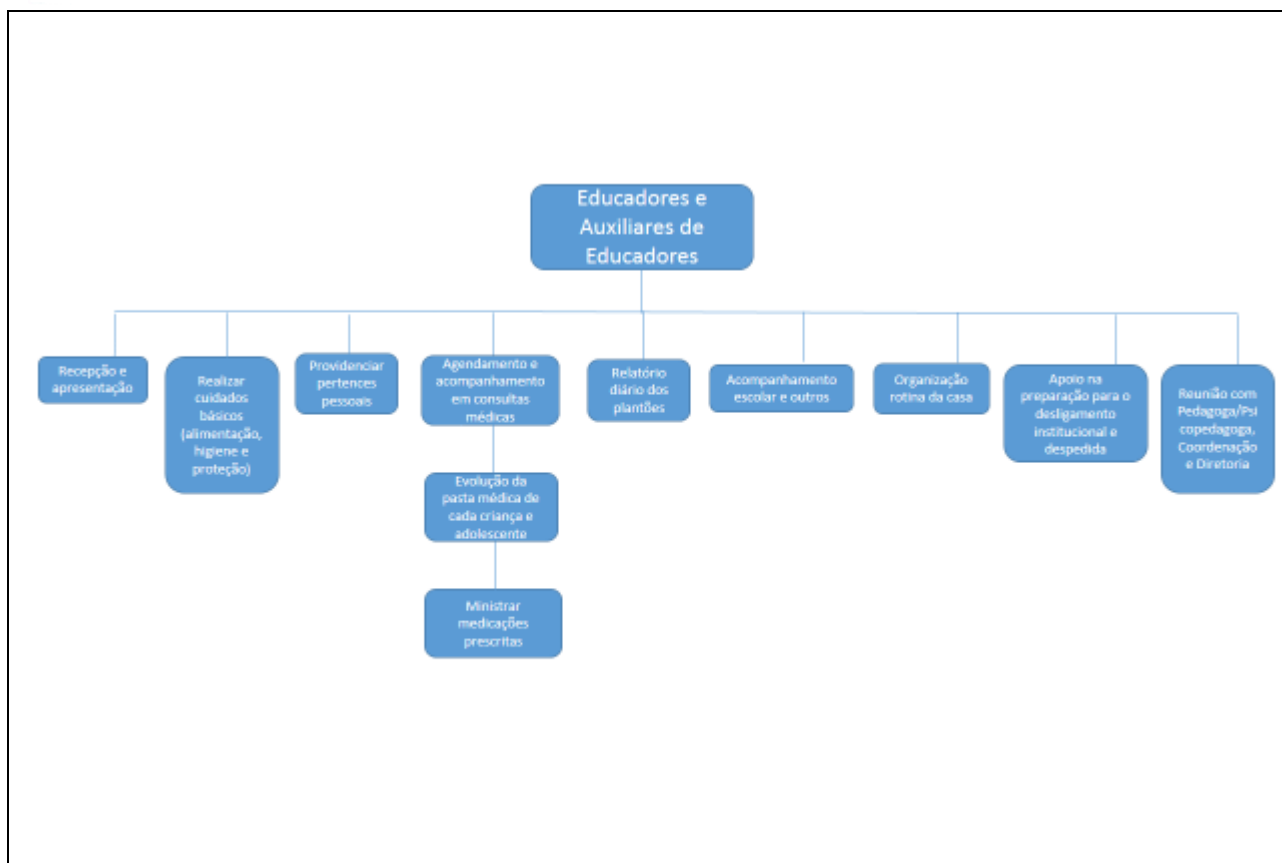 Educadores e
Auxiliares de
Educadores
Recepção e
apresentação
Realizar
cuidados
básicos
(alimentação,
higiene e
proteção)
Providenciar
pertences
pessoais
Agendamento e
acompanhamento
em consultas
médicas
Evolução da
pasta médica de
cada criança e
adolescente
Ministrar
medicações
prescritas
Relatório
diário dos
plantões
Acompanhamento
escolar e outros
Organização
rotina da casa
Apoio na
preparação para o
desligamento
institucional e
despedida
Reunião com
Pedagoga/Psi
copedagoga,
Coordenação
e Diretoria